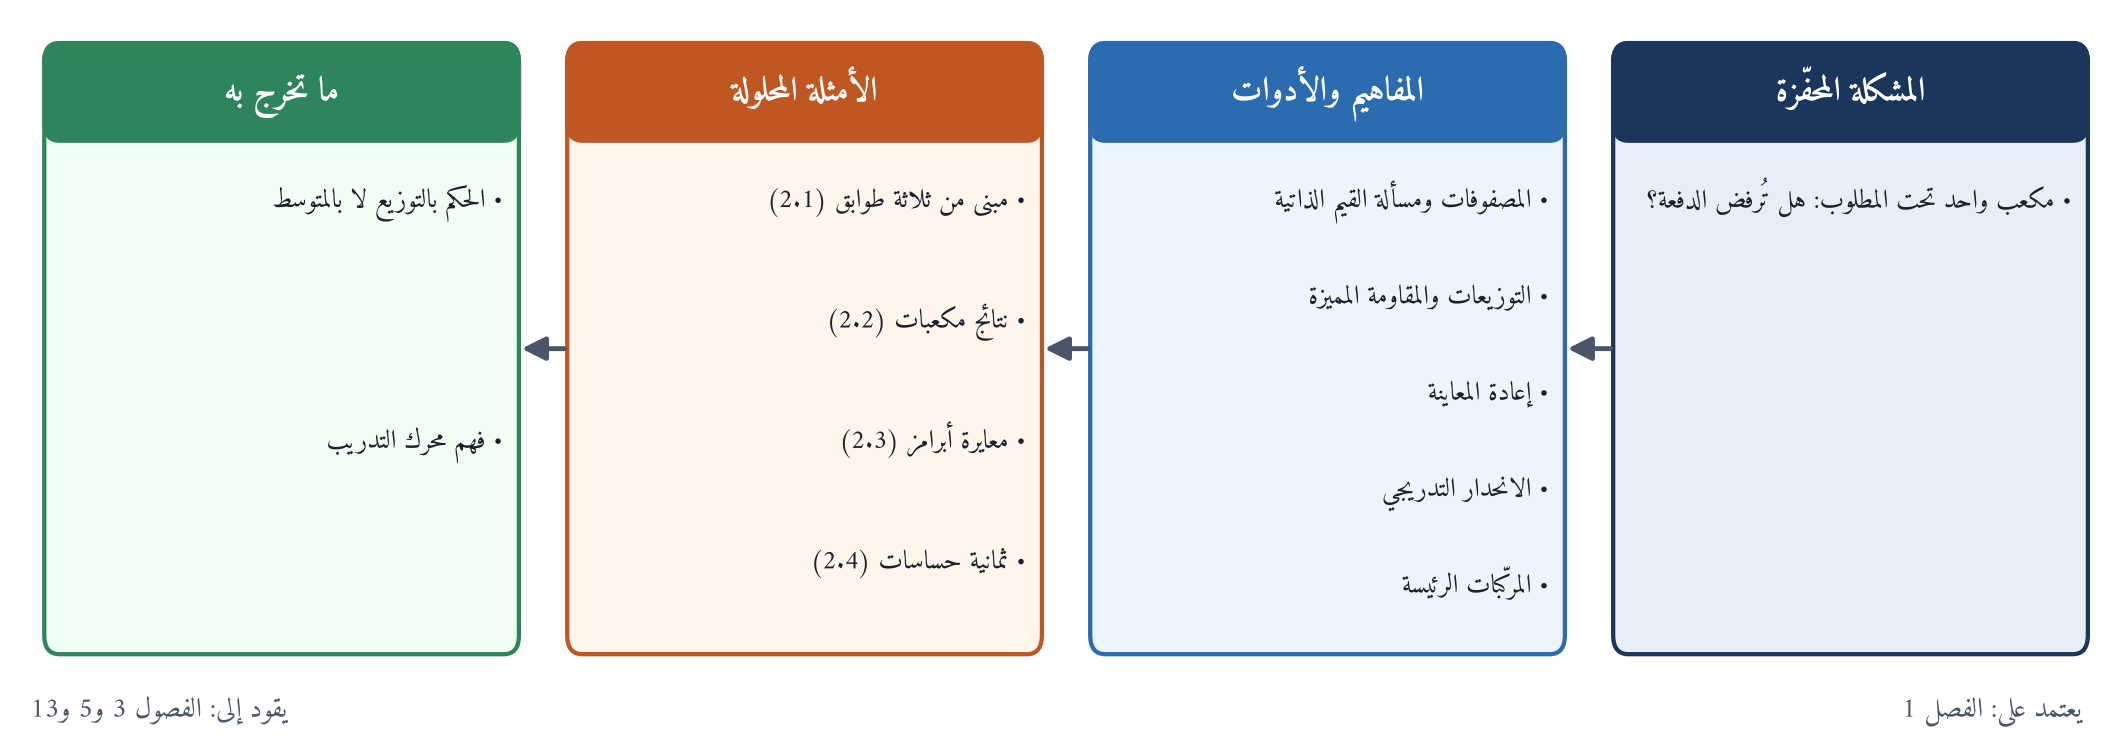 المشكلة المحفّزة
• مكعب واحد تحت المطلوب: هل تُرفض الدفعة؟
المفاهيم والأدوات
• المصفوفات ومسألة القيم الذاتية
• التوزيعات والمقاومة المميزة
• إعادة المعاينة
• الانحدار التدريجي
• المركّبات الرئيسة
الأمثلة المحلولة
• مبنى من ثلاثة طوابق (2.1)
• نتائج مكعبات (2.2)
• معايرة أبرامز (2.3)
• ثمانية حساسات (2.4)
ما تخرج به
• الحكم بالتوزيع لا بالمتوسط
• فهم محرك التدريب
يعتمد على: الفصل 1
يقود إلى: الفصول 3 و5 و13